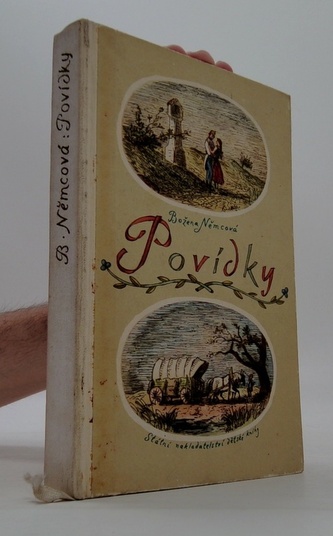 B. Němcová: Povídky
Božena Němcová
Povídky
Státní nakladatelství dětské knihy